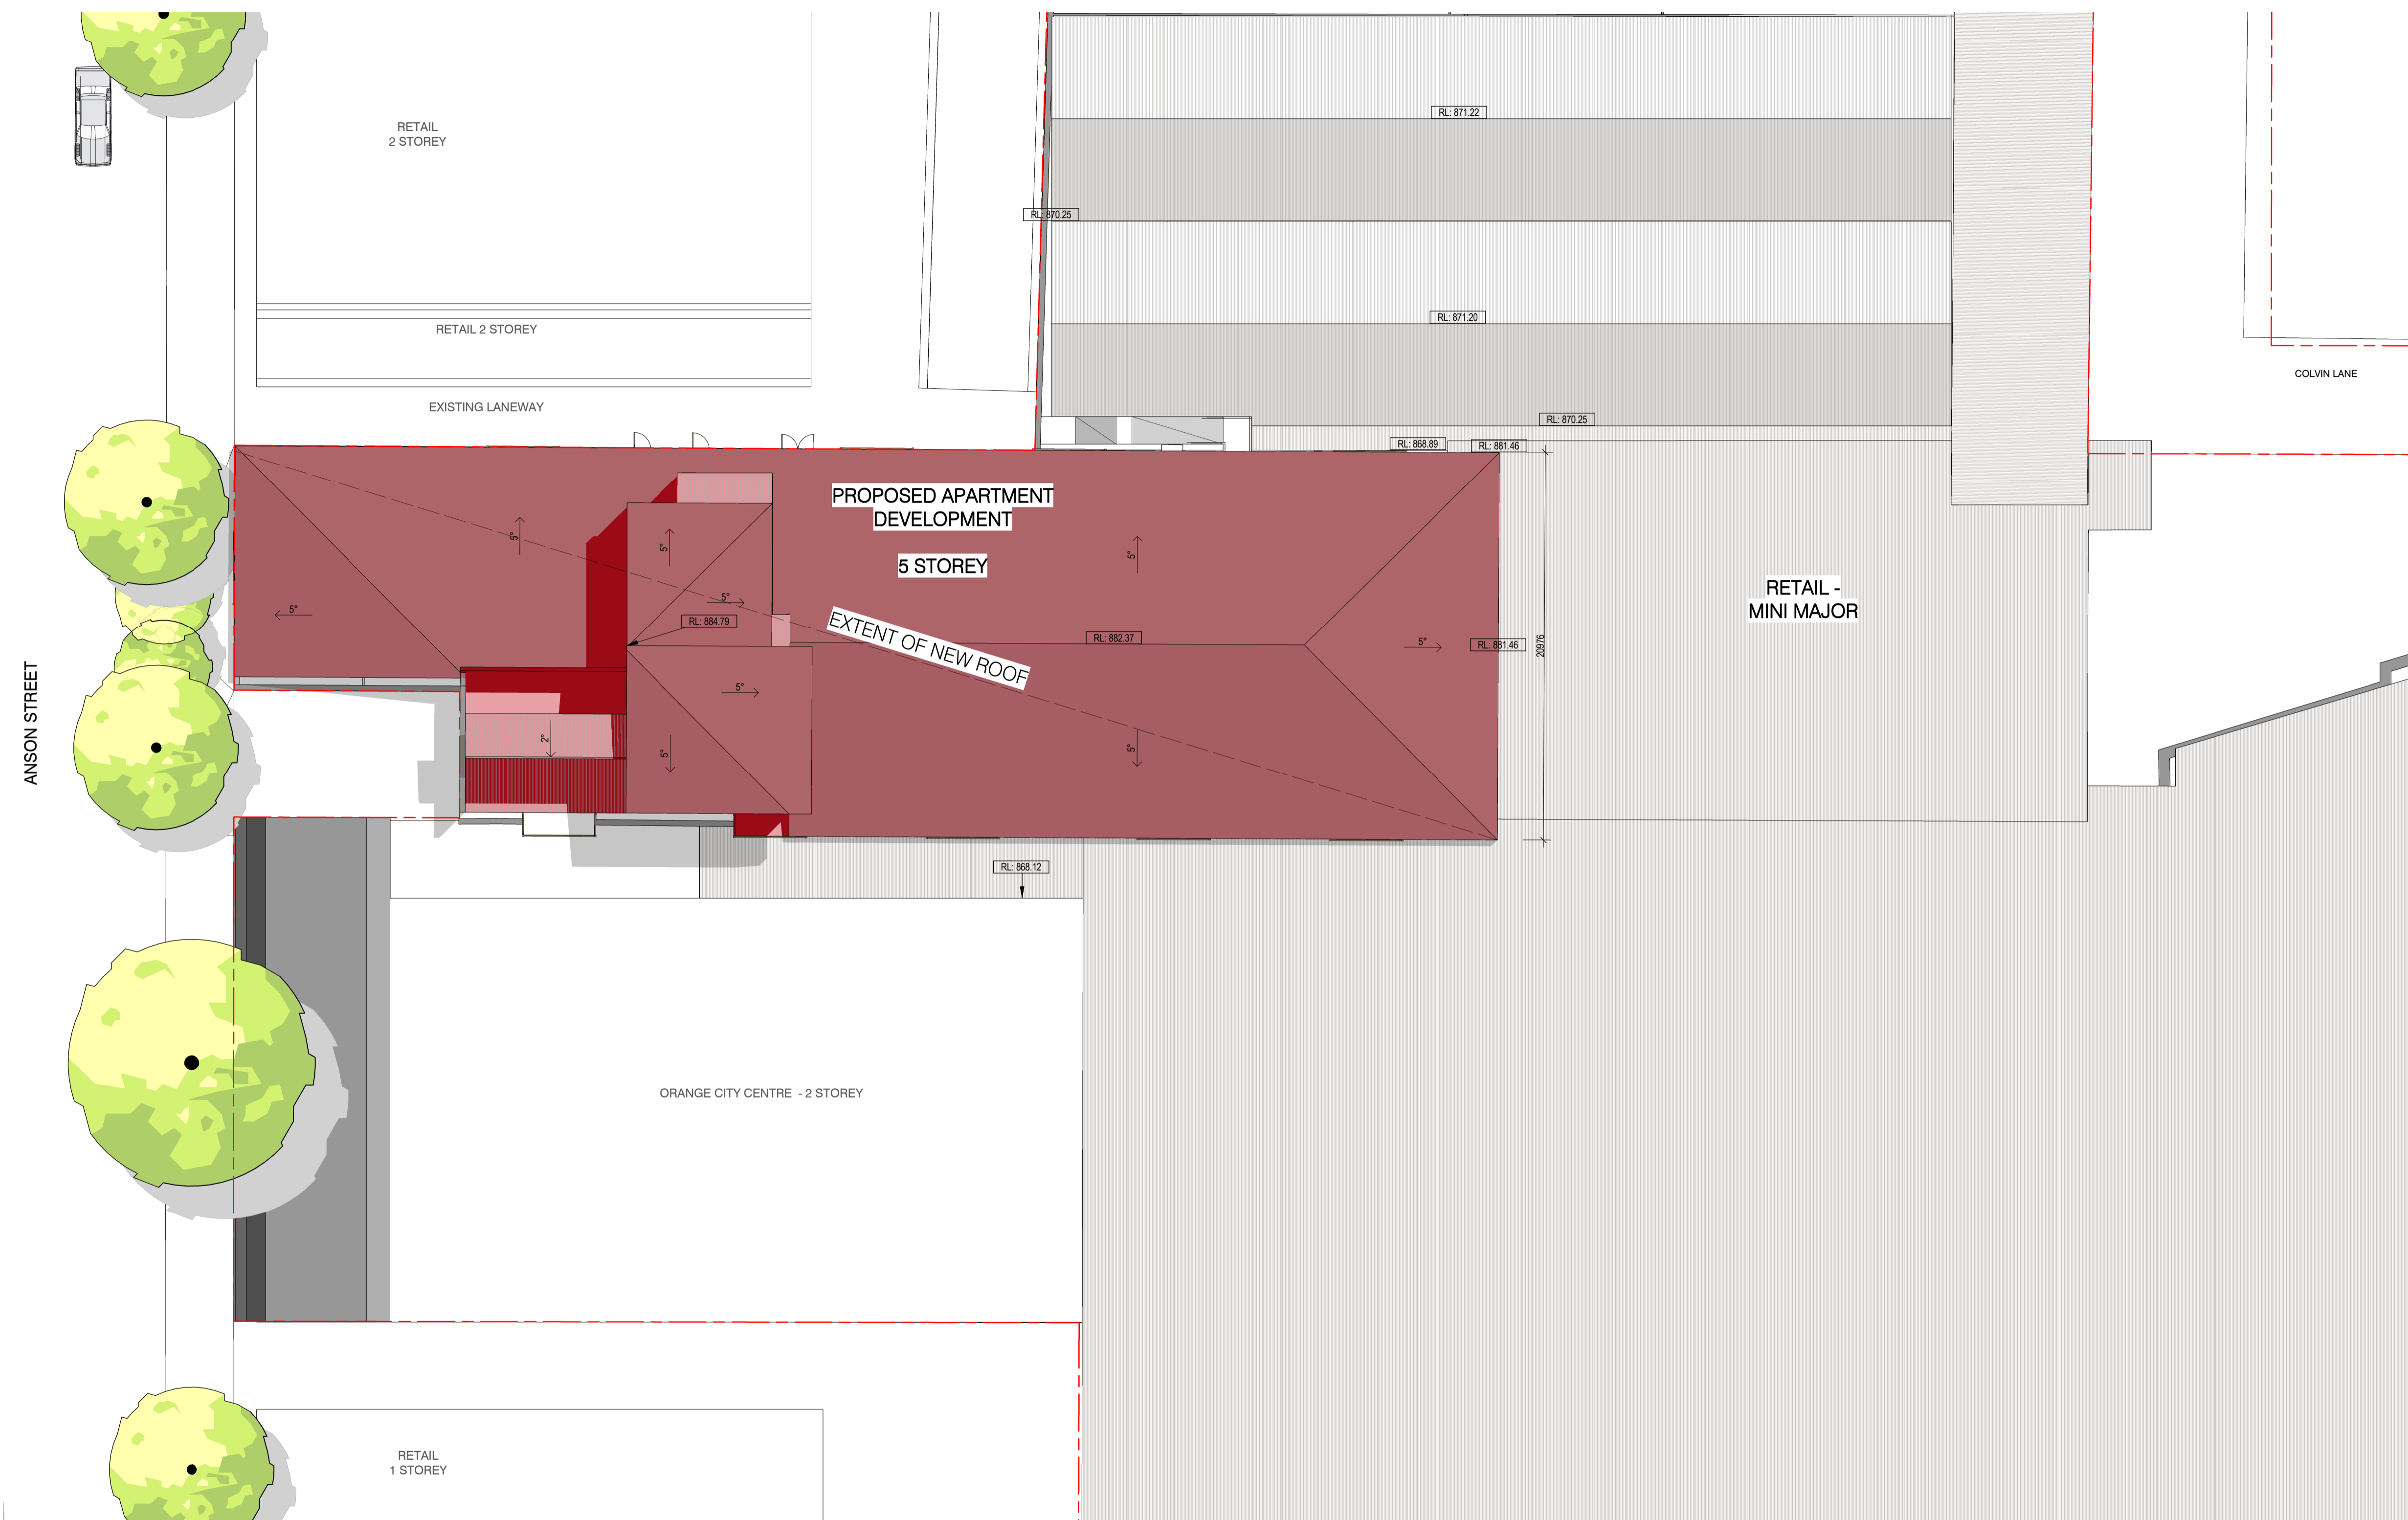 RETAIL
2 STOREY
RL: 871.22
RL: 870.25
RETAIL 2 STOREY
RL: 871.20
COLVIN LANE
EXISTING LANEWAY
RL: 870.25
RL: 868.89
RL: 881.46
PROPOSED APARTMENT
DEVELOPMENT
5 STOREY
5°
5°
5°
5°
5°
RL: 884.79
EXTENT OF NEW ROOF
RL: 882.37
5°
RL: 881.46
20976
RETAIL -
MINI MAJOR
ANSON STREET
5°
2°
5°
5°
RL: 868.12
ORANGE CITY CENTRE - 2 STOREY
RETAIL
1 STOREY